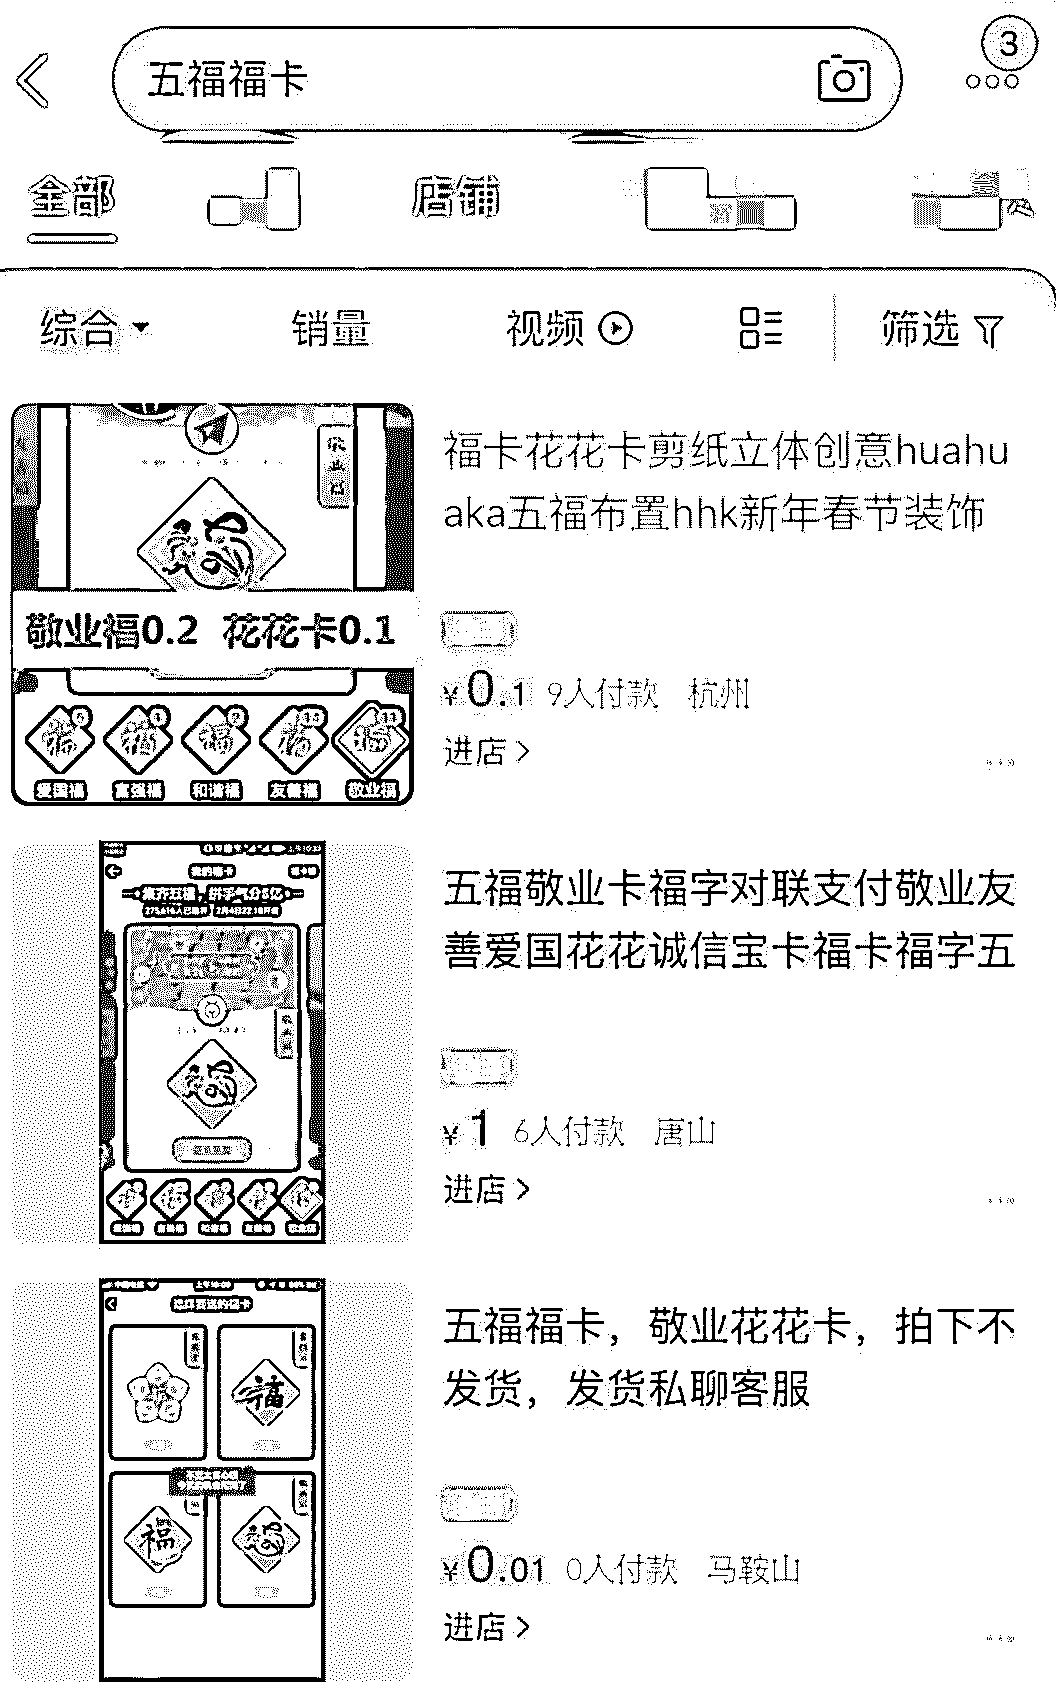 3
五福福卡
全部
店铺
综合 销量 视频 筛选
敬业福
敬业福0.2 花花卡0.1
爱国福 富强福 和谐福 友善福 敬业福
福卡花花卡剪纸立体创意huahu
aka五福布置hhk新年春节装饰
¥0.1 9人付款 杭州
进店
五福敬业卡福字对联支付敬业友
善爱国花花诚信宝卡福卡福字五
¥1 6人付款 唐山
进店
五福福卡，敬业花花卡，拍下不
发货，发货私聊客服
¥0.01 0人付款 马鞍山
进店